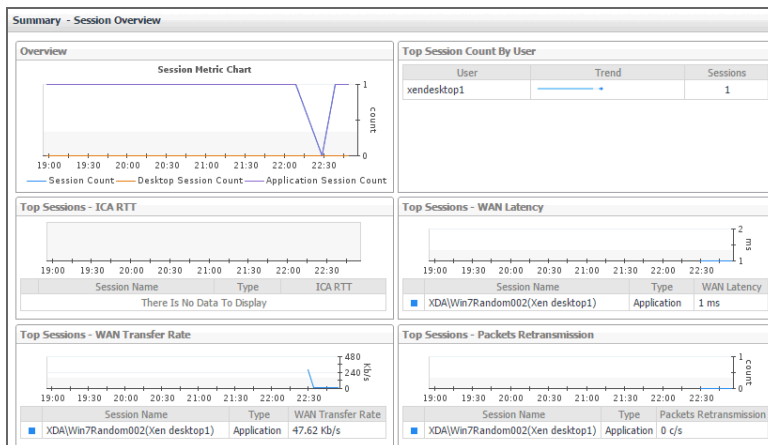 Summary - Session Overview
Overview
Session Metric Chart
1
count
0
19:00 19:30 20:00 20:30 21:00 21:30 22:00 22:30
Session Count Desktop Session Count Application Session Count
Top Session Count By User
User Trend Sessions
xendesktop1 1
Top Sessions - ICA RTT
19:00 19:30 20:00 20:30 21:00 21:30 22:00 22:30
Session Name Type ICA RTT
There Is No Data To Display
Top Sessions - WAN Latency
2
ms
1
19:00 19:30 20:00 20:30 21:00 21:30 22:00 22:30
Session Name Type WAN Latency
XDA\Win7Random002(Xen desktop1) Application 1 ms
Top Sessions - WAN Transfer Rate
480
240
0
Kb/s
19:00 19:30 20:00 20:30 21:00 21:30 22:00 22:30
Session Name Type WAN Transfer Rate
XDA\Win7Random002(Xen desktop1) Application 47.62 Kb/s
Top Sessions - Packets Retransmission
1
count
0
19:00 19:30 20:00 20:30 21:00 21:30 22:00 22:30
Session Name Type Packets Retransmission
XDA\Win7Random002(Xen desktop1) Application 0 c/s